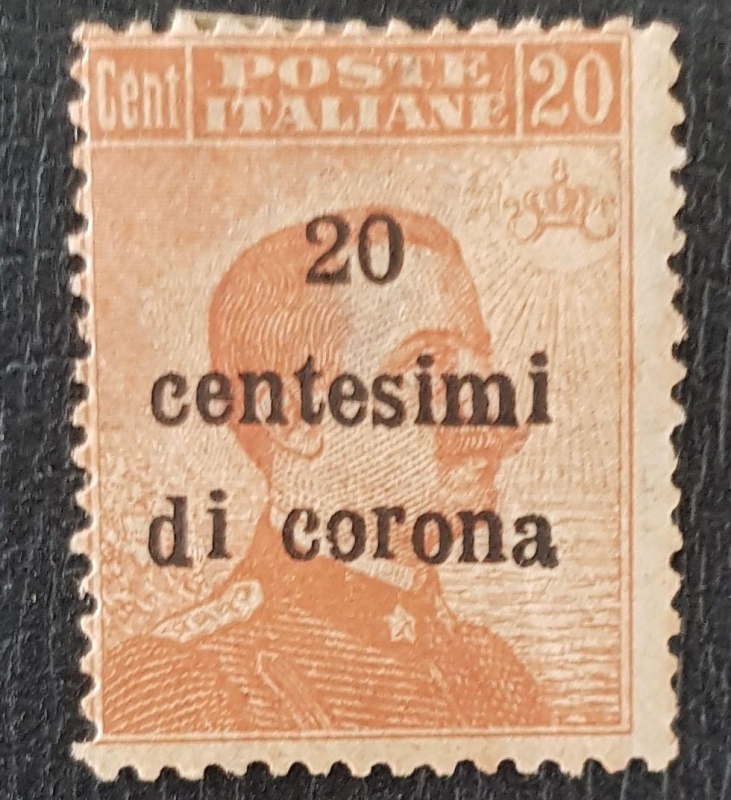 Cent POSTE 20
ITALIANE
20
centesimi
di corona